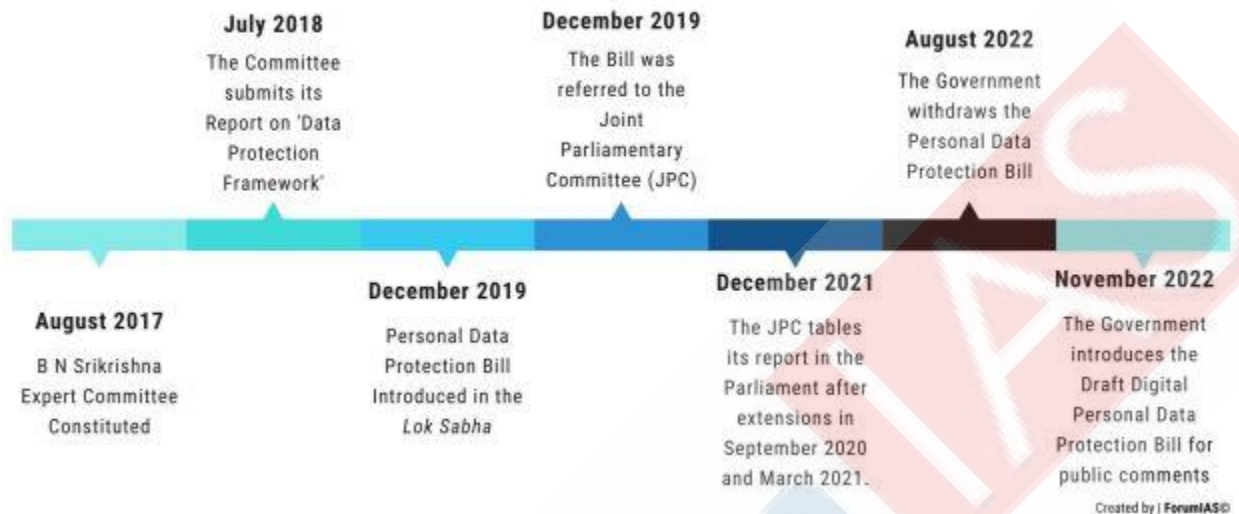 July 2018
The Committee
submits its
Report on 'Data
Protection
Framework'
December 2019
The Bill was
referred to the
Joint
Parliamentary
Committee (JPC)
August 2022
The Government
withdraws the
Personal Data
Protection Bill
August 2017
B N Srikrishna
Expert Committee
Constituted
December 2019
Personal Data
Protection Bill
Introduced in the
Lok Sabha
December 2021
The JPC tables
its report in the
Parliament after
extensions in
September 2020
and March 2021.
November 2022
The Government
introduces the
Draft Digital
Personal Data
Protection Bill for
public comments
Created by | ForumIAS©
IAS